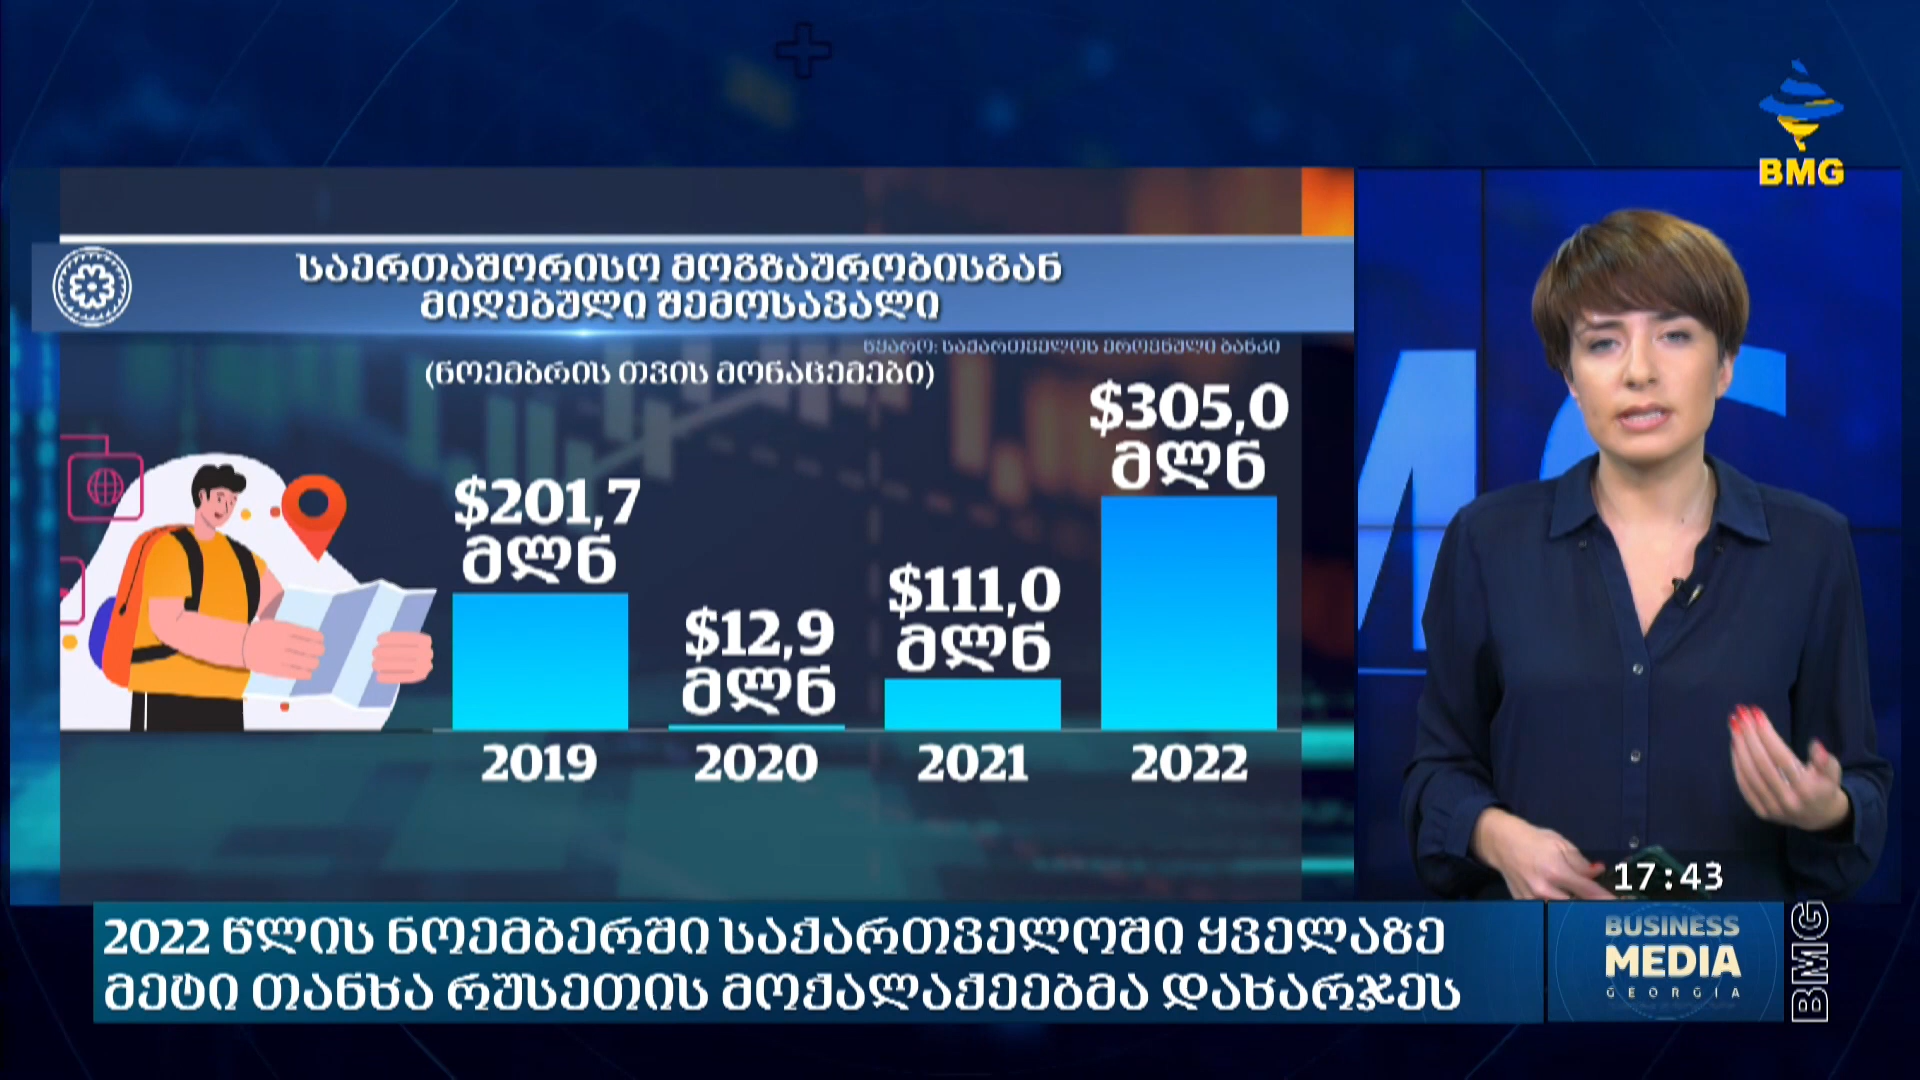 BMG
საერთაშორისო მოგზაურობისგან
მიღებული შემოსავალი
წყარო: საქართველოს ეროვნული ბანკი
(ნოემბრის თვის მონაცემები)
$201,7
მლნ
$12,9
მლნ
$111,0
მლნ
$305,0
მლნ
2019
2020
2021
2022
17:43
2022 წლის ნოემბერში საქართველოში ყველაზე
მეტი თანხა რუსეთის მოქალაქეებმა დახარჯეს
BUSINESS
MEDIA
GEORGIA
BMG